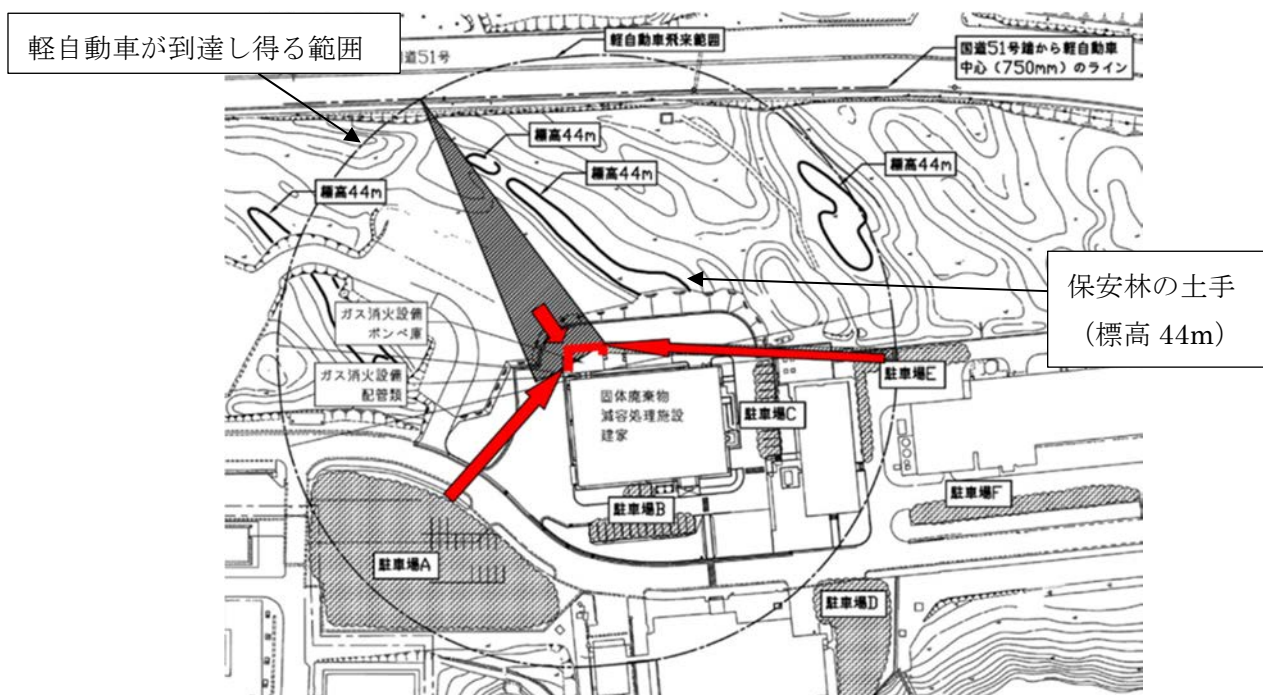 軽自動車が到達し得る範囲
道51号
軽自動車飛来範囲
国道51号端から軽自動車
中心（750mm）のライン
標高44m
標高44m
標高44m
標高44m
保安林の土手
（標高 44m）
ガス消火設備
ボンベ庫
ガス消火設備
配管類
固体廃棄物
減容処理施設
建家
駐車場E
駐車場C
駐車場B
駐車場F
駐車場A
駐車場D